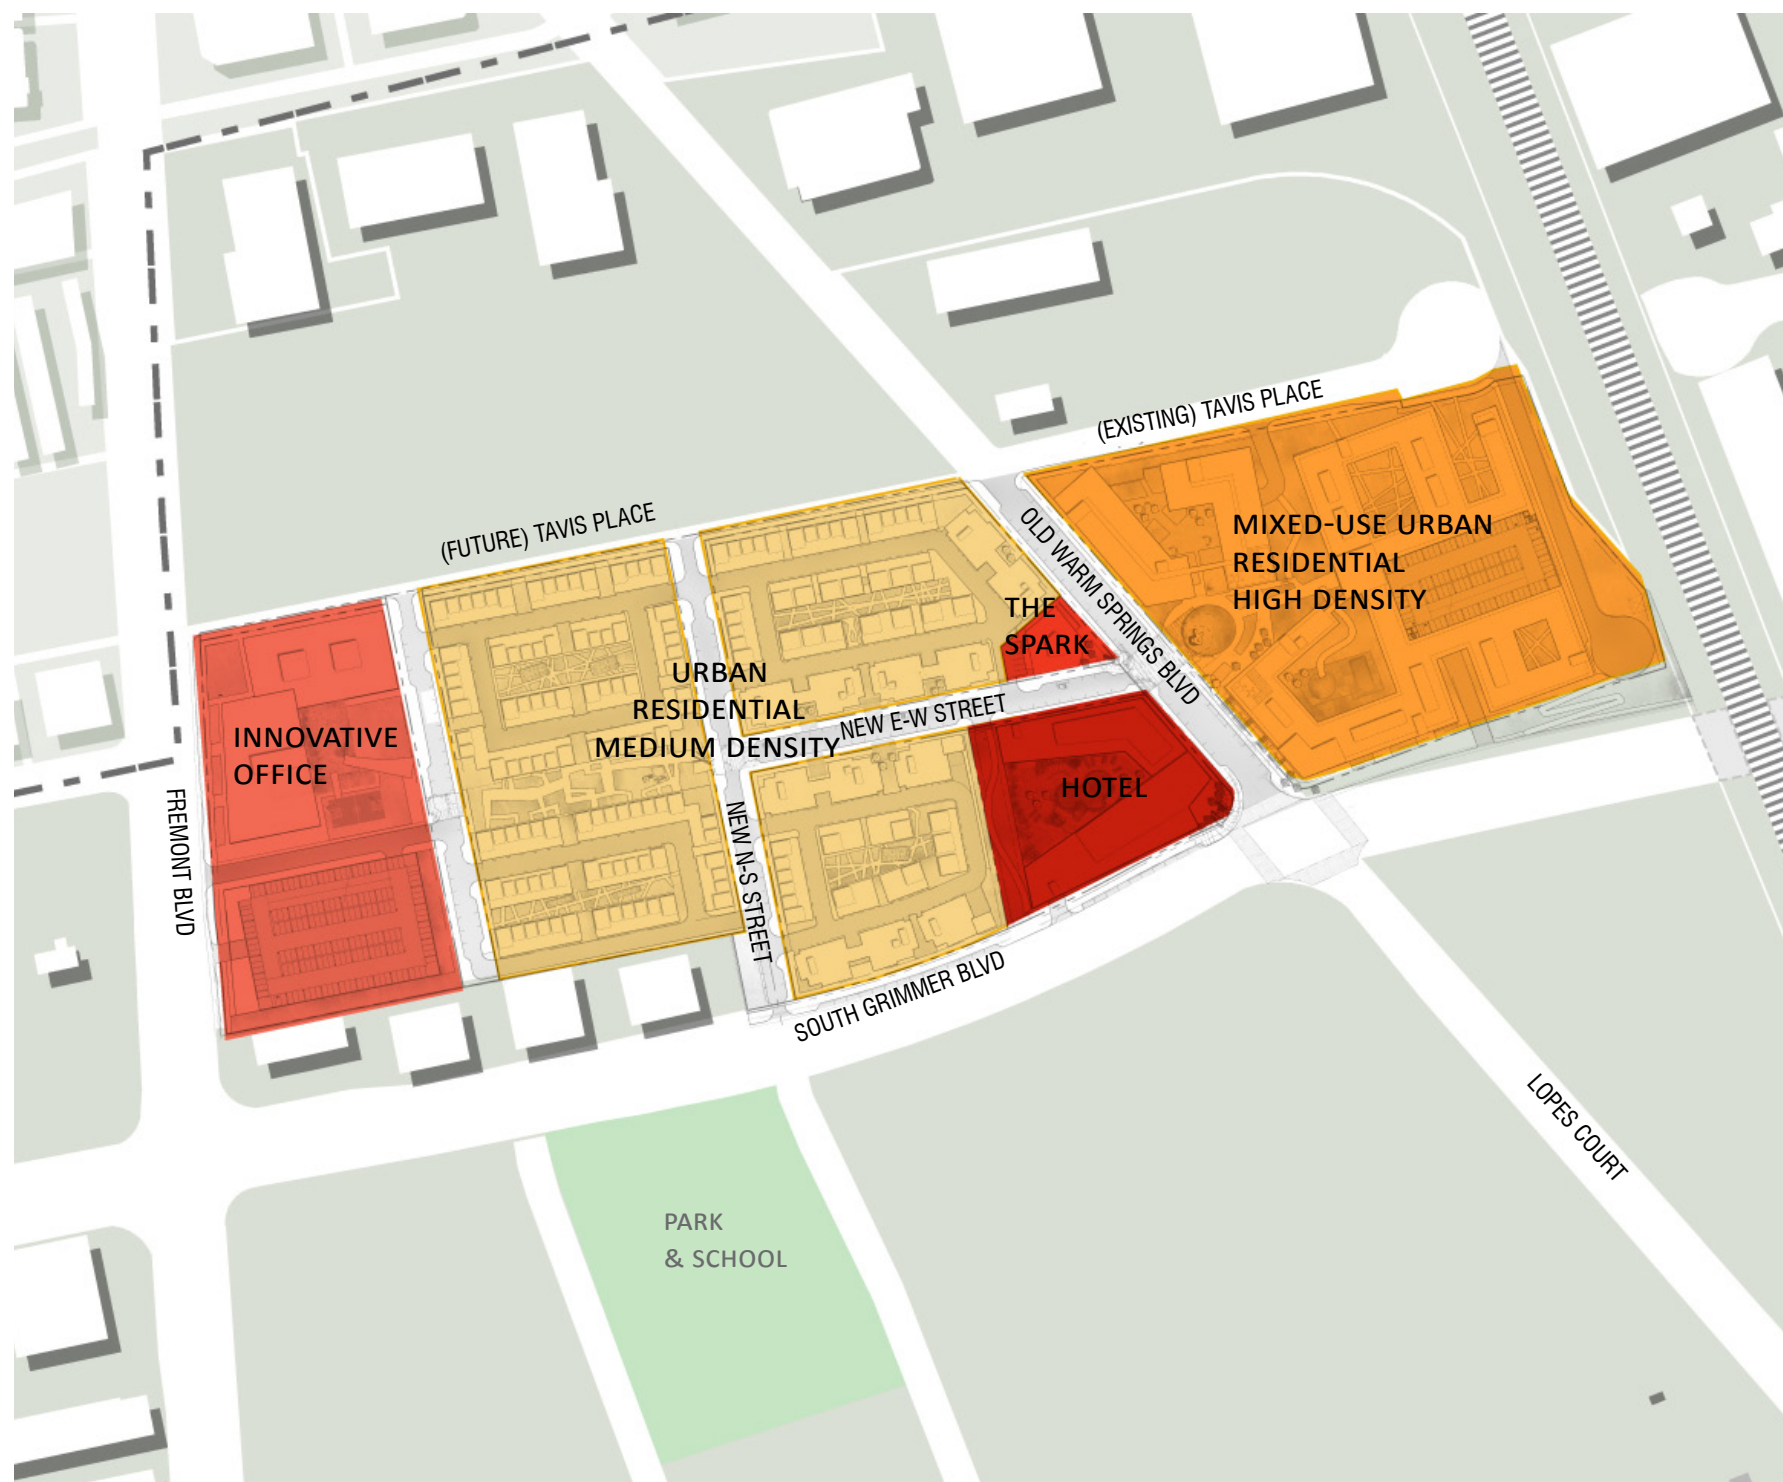 (EXISTING) TAVIS PLACE
(FUTURE) TAVIS PLACE
OLD WARM SPRINGS BLVD
MIXED-USE URBAN
RESIDENTIAL
HIGH DENSITY
THE
SPARK
URBAN
RESIDENTIAL
MEDIUM DENSITY
NEW E-W STREET
INNOVATIVE
OFFICE
HOTEL
FREMONT BLVD
NEW N-S STREET
SOUTH GRIMMER BLVD
LOPES COURT
PARK
& SCHOOL